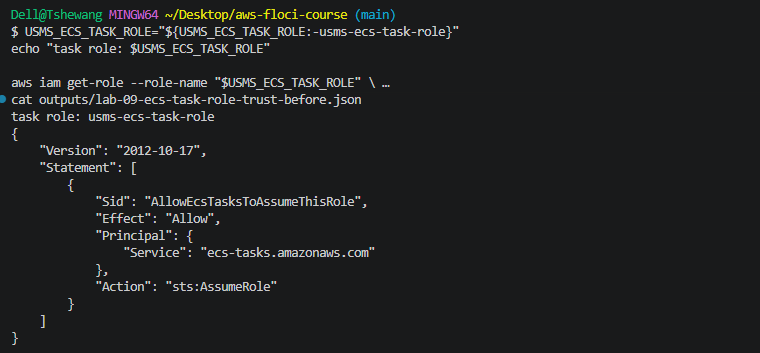 Dell@Tshewang MINGW64 ~/Desktop/aws-floci-course (main)
$ USMS_ECS_TASK_ROLE="${USMS_ECS_TASK_ROLE:-usms-ecs-task-role}"
echo "task role: $USMS_ECS_TASK_ROLE"

aws iam get-role --role-name "$USMS_ECS_TASK_ROLE" \ …
cat outputs/lab-09-ecs-task-role-trust-before.json
task role: usms-ecs-task-role
{
    "Version": "2012-10-17",
    "Statement": [
        {
            "Sid": "AllowEcsTasksToAssumeThisRole",
            "Effect": "Allow",
            "Principal": {
                "Service": "ecs-tasks.amazonaws.com"
            },
            "Action": "sts:AssumeRole"
        }
    ]
}